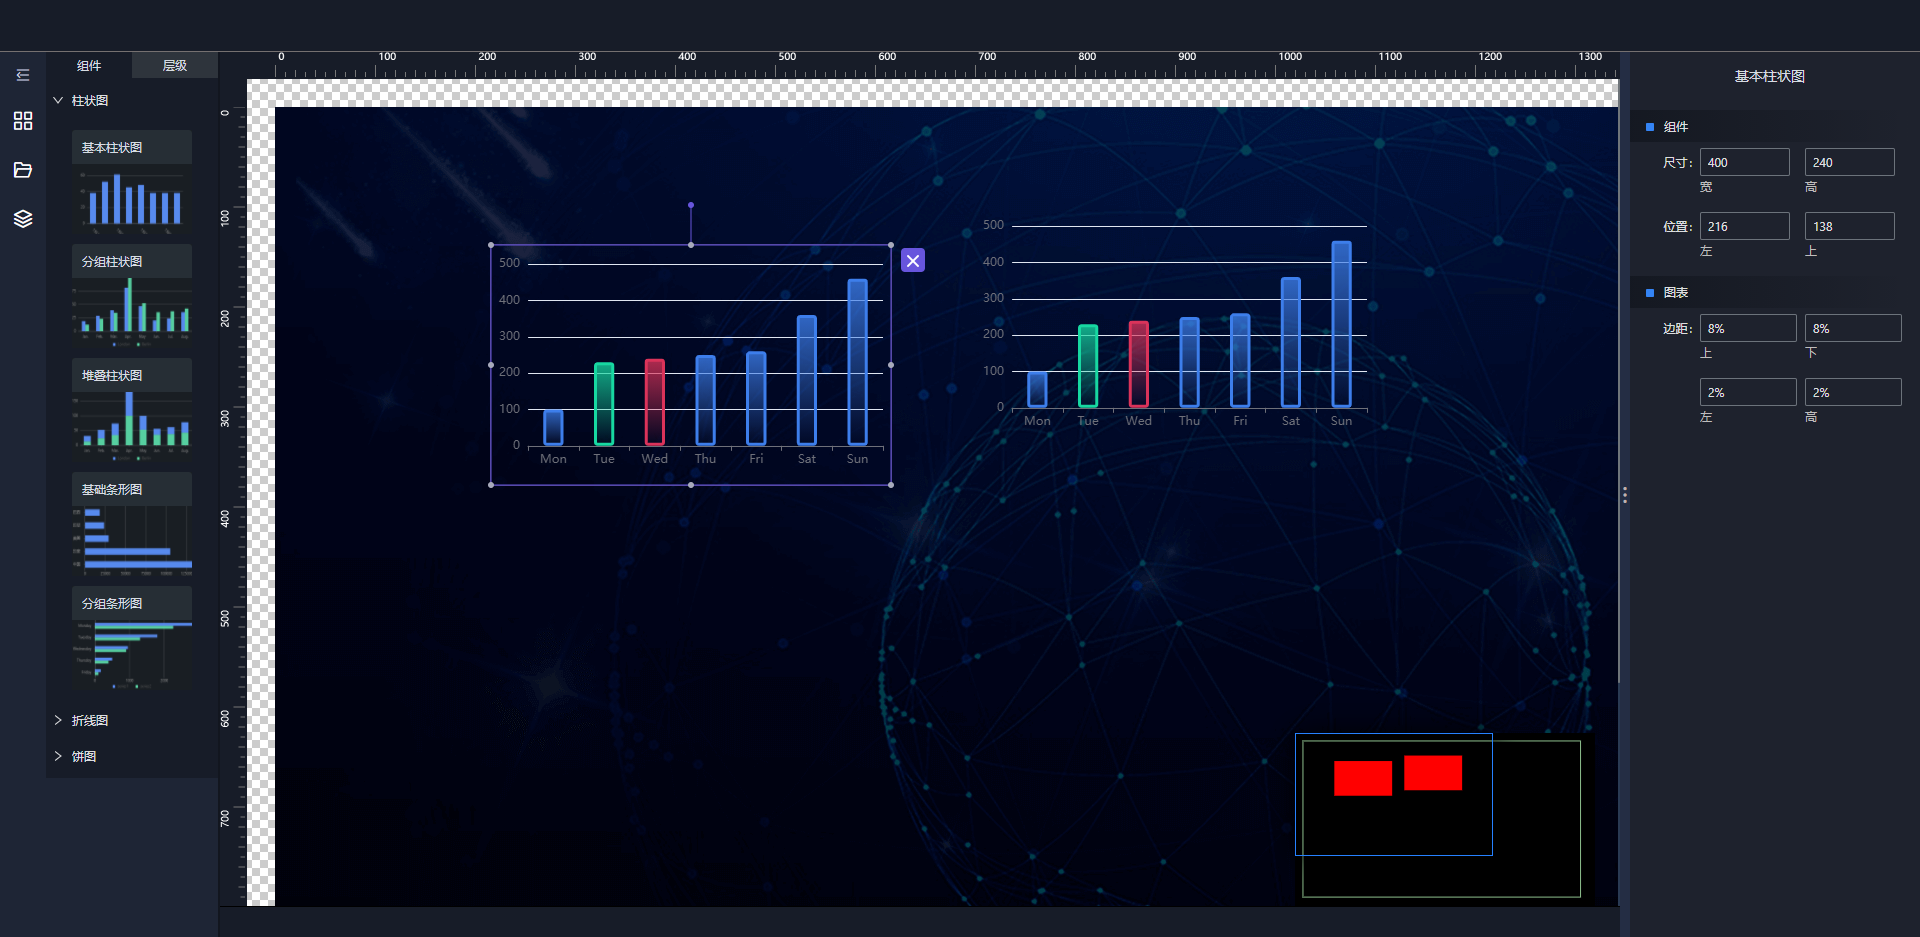 0 100 200 300 400 500 600 700 800 900 1000 1100 1200 1300
组件 层级
柱状图
基本柱状图
分组柱状图
堆叠柱状图
基础条形图
分组条形图
折线图
饼图
0
100
200
300
400
500
600
700
500
400
300
200
100
0
Mon Tue Wed Thu Fri Sat Sun
500
400
300
200
100
0
Mon Tue Wed Thu Fri Sat Sun
基本柱状图
组件
尺寸: 400 240
宽 高
位置: 216 138
左 上
图表
边距: 8% 8%
上 下
2% 2%
左 高